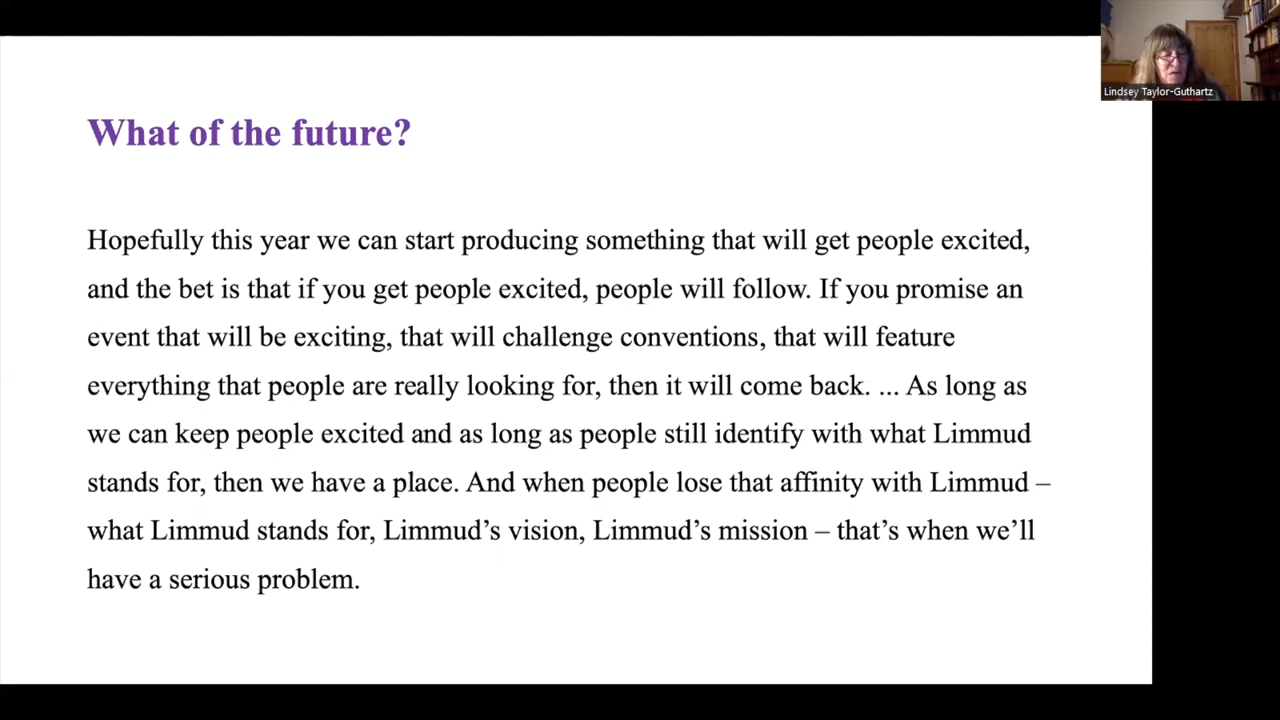 Lindsey Taylor-Guthartz
What of the future?
Hopefully this year we can start producing something that will get people excited,
and the bet is that if you get people excited, people will follow. If you promise an
event that will be exciting, that will challenge conventions, that will feature
everything that people are really looking for, then it will come back. ... As long as
we can keep people excited and as long as people still identify with what Limmud
stands for, then we have a place. And when people lose that affinity with Limmud –
what Limmud stands for, Limmud’s vision, Limmud’s mission – that’s when we’ll
have a serious problem.